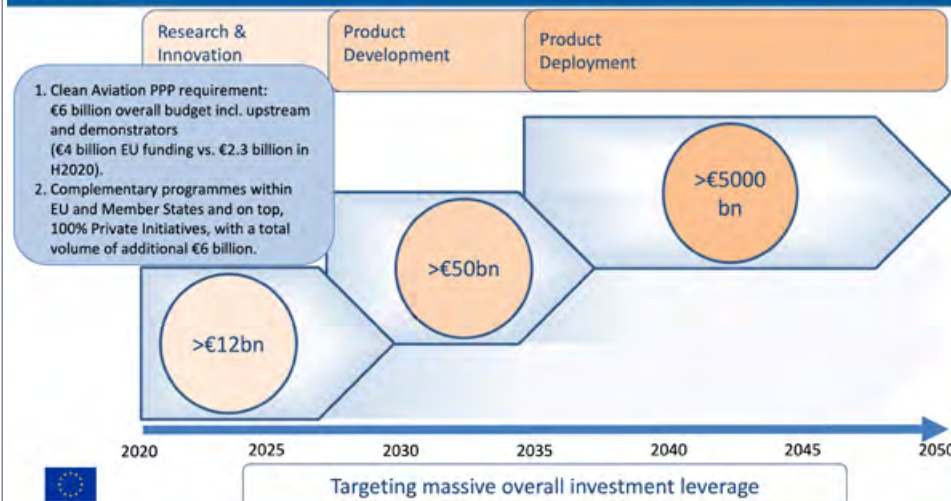 Research &
Innovation
Product
Development
Product
Deployment
1. Clean Aviation PPP requirement:
€6 billion overall budget incl. upstream
and demonstrators
(€4 billion EU funding vs. €2.3 billion in
H2020).
2. Complementary programmes within
EU and Member States and on top,
100% Private Initiatives, with a total
volume of additional €6 billion.
>€5000
bn
>€50bn
>€12bn
2020 2025 2030 2035 2040 2045 2050
Targeting massive overall investment leverage